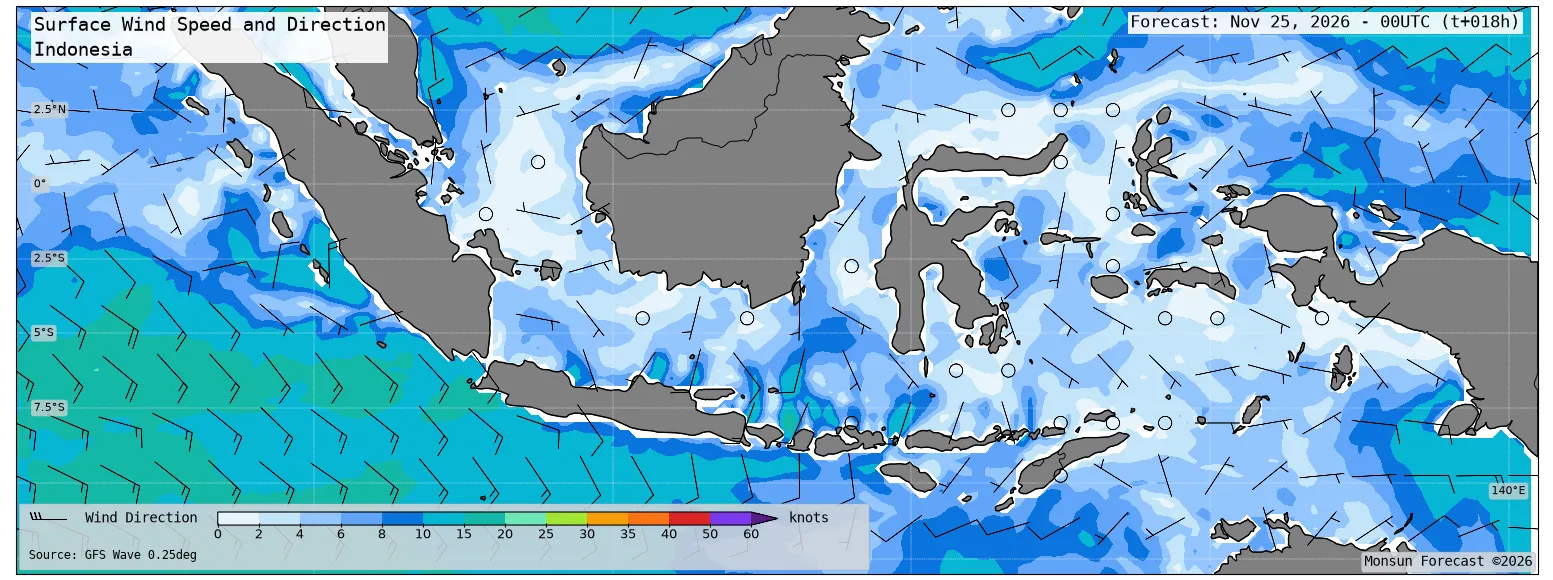 Surface Wind Speed and Direction
Indonesia
Forecast: Nov 25, 2026 - 00UTC (t+018h)
2.5°N
0°
2.5°S
5°S
7.5°S
140°E
Wind Direction
0 2 4 6 8 10 15 20 25 30 35 40 50 60
knots
Source: GFS Wave 0.25deg
Monsun Forecast ©2026